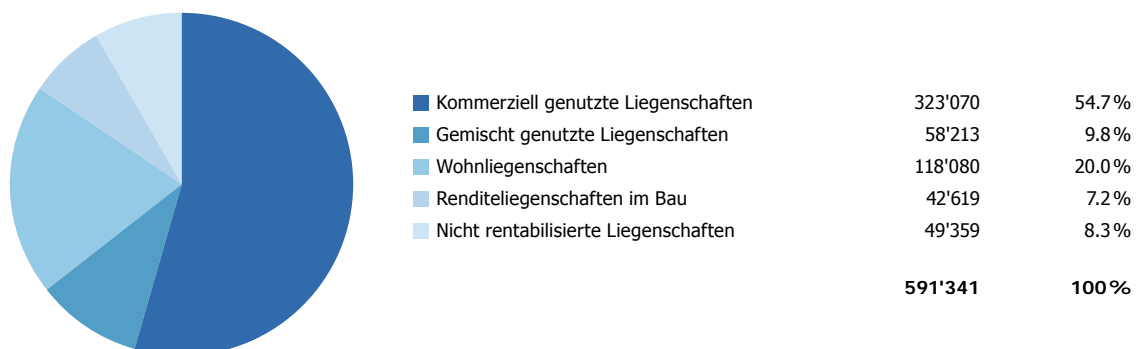 Kommerziell genutzte Liegenschaften 323'070 54.7%
Gemischt genutzte Liegenschaften 58'213 9.8%
Wohnliegenschaften 118'080 20.0%
Renditeliegenschaften im Bau 42'619 7.2%
Nicht rentabilisierte Liegenschaften 49'359 8.3%
591'341 100%